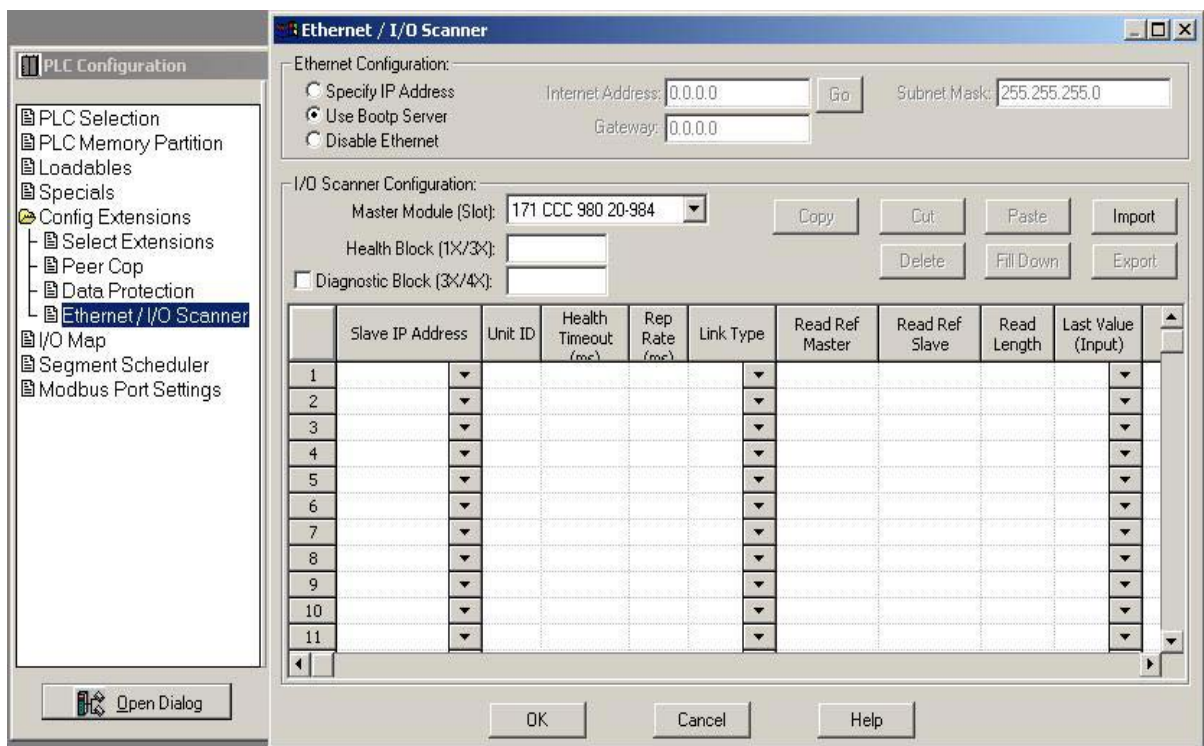 PLC Configuration
PLC Selection
PLC Memory Partition
Loadables
Specials
Config Extensions
Select Extensions
Peer Cop
Data Protection
Ethernet / I/O Scanner
I/O Map
Segment Scheduler
Modbus Port Settings
Open Dialog
Ethernet / I/O Scanner
Ethernet Configuration:
Specify IP Address
Use Bootp Server
Disable Ethernet
Internet Address: 0.0.0.0 Go Subnet Mask: 255.255.255.0
Gateway: 0.0.0.0
I/O Scanner Configuration:
Master Module (Slot): 171 CCC 980 20-984
Health Block (1X/3X):
Diagnostic Block (3X/4X):
Copy Cut Paste Import
Delete Fill Down Export
Slave IP Address Unit ID Health Timeout (ms) Rep Rate (ms) Link Type Read Ref Master Read Ref Slave Read Length Last Value (Input)
1
2
3
4
5
6
7
8
9
10
11
OK Cancel Help